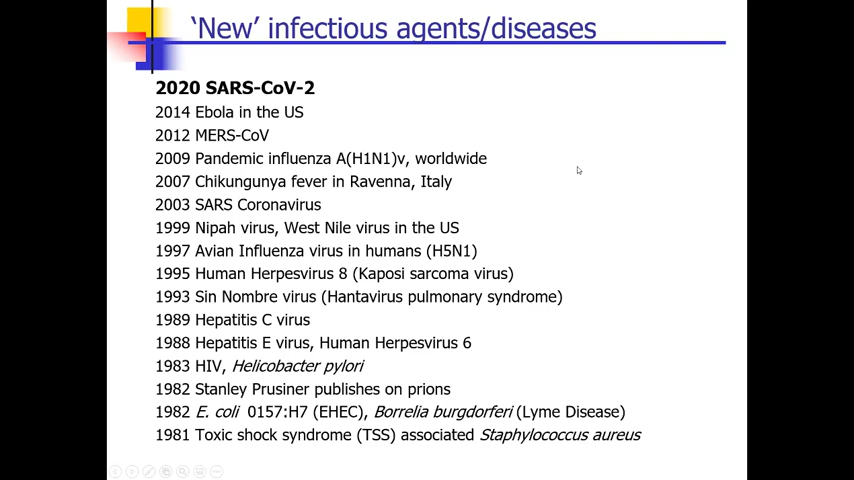 ‘New’ infectious agents/diseases
2020 SARS-CoV-2
2014 Ebola in the US
2012 MERS-CoV
2009 Pandemic influenza A(H1N1)v, worldwide
2007 Chikungunya fever in Ravenna, Italy
2003 SARS Coronavirus
1999 Nipah virus, West Nile virus in the US
1997 Avian Influenza virus in humans (H5N1)
1995 Human Herpesvirus 8 (Kaposi sarcoma virus)
1993 Sin Nombre virus (Hantavirus pulmonary syndrome)
1989 Hepatitis C virus
1988 Hepatitis E virus, Human Herpesvirus 6
1983 HIV, Helicobacter pylori
1982 Stanley Prusiner publishes on prions
1982 E. coli 0157:H7 (EHEC), Borrelia burgdorferi (Lyme Disease)
1981 Toxic shock syndrome (TSS) associated Staphylococcus aureus